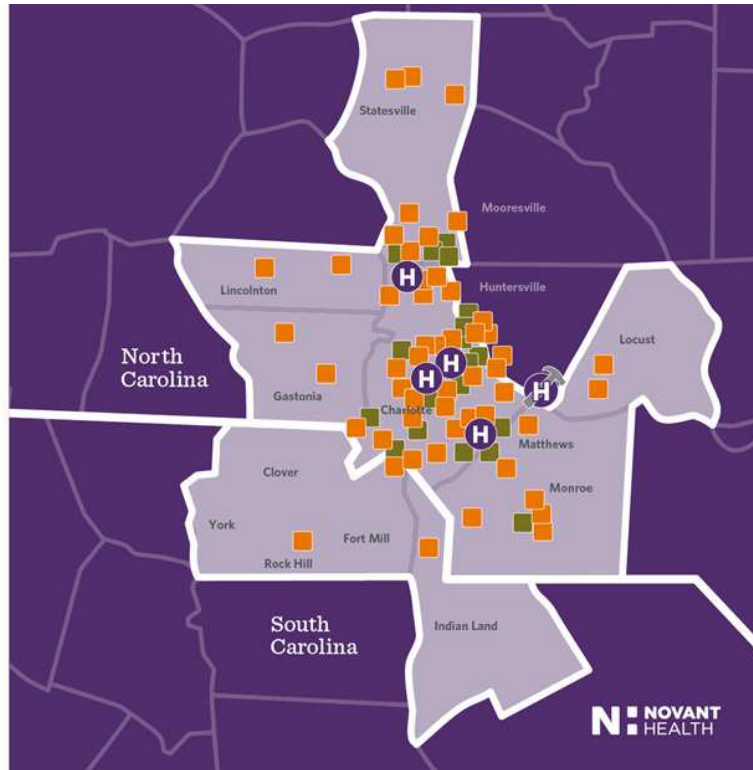 Statesville
Mooresville
H
Huntersville
Lincolnton
Locust
North
Carolina
H
H
H
Gastonia
Charlotte
H
Matthews
Clover
Monroe
York
Fort Mill
Rock Hill
South
Carolina
Indian Land
N NOVANT
HEALTH